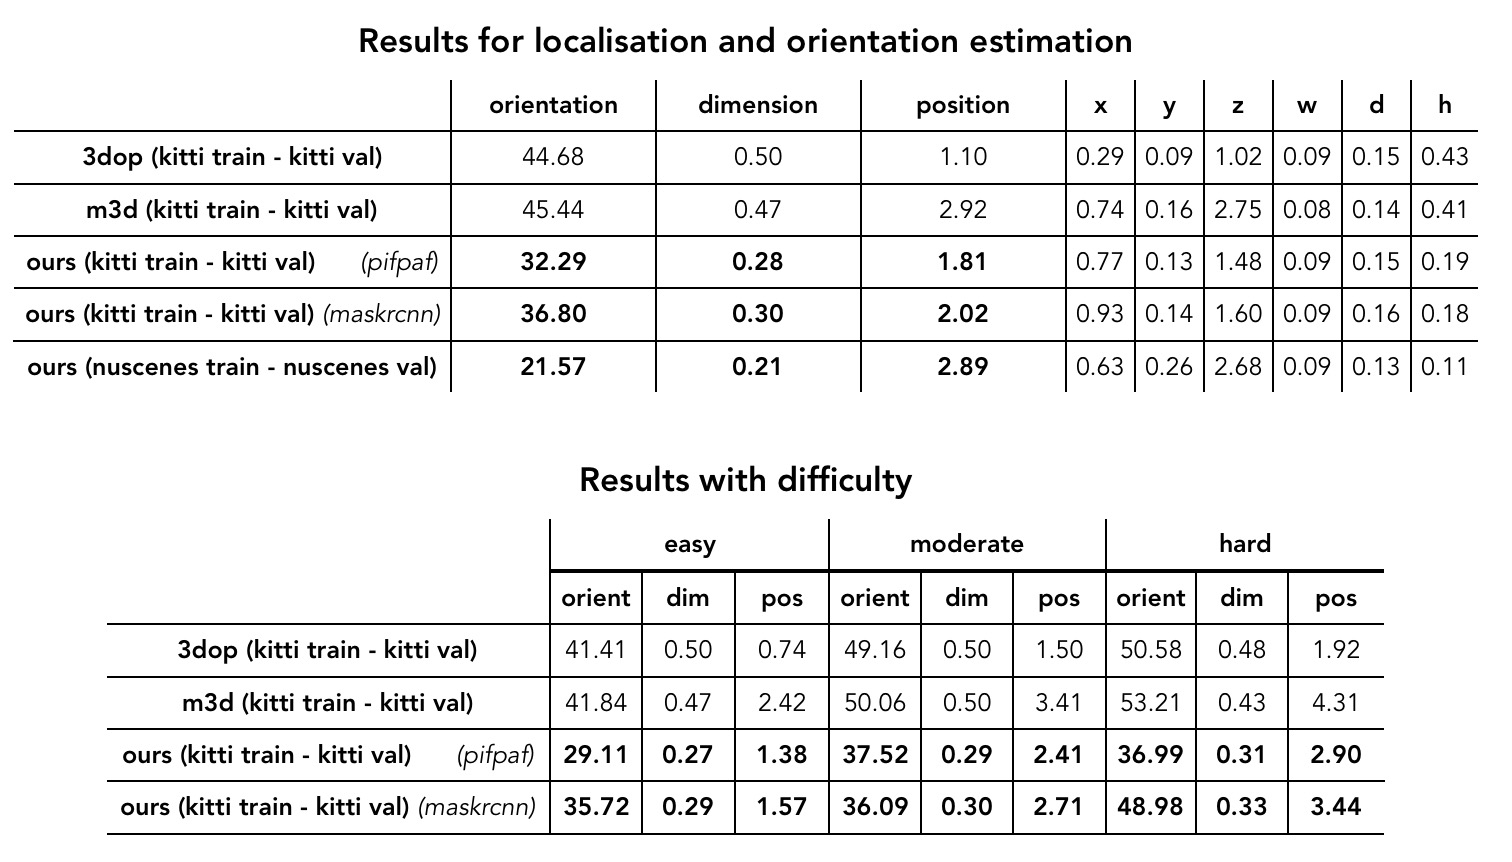 Results for localisation and orientation estimation
orientation dimension position x y z w d h
3dop (kitti train - kitti val) 44.68 0.50 1.10 0.29 0.09 1.02 0.09 0.15 0.43
m3d (kitti train - kitti val) 45.44 0.47 2.92 0.74 0.16 2.75 0.08 0.14 0.41
ours (kitti train - kitti val) (pifpaf) 32.29 0.28 1.81 0.77 0.13 1.48 0.09 0.15 0.19
ours (kitti train - kitti val) (maskrcnn) 36.80 0.30 2.02 0.93 0.14 1.60 0.09 0.16 0.18
ours (nuscenes train - nuscenes val) 21.57 0.21 2.89 0.63 0.26 2.68 0.09 0.13 0.11
Results with difficulty
easy moderate hard
orient dim pos orient dim pos orient dim pos
3dop (kitti train - kitti val) 41.41 0.50 0.74 49.16 0.50 1.50 50.58 0.48 1.92
m3d (kitti train - kitti val) 41.84 0.47 2.42 50.06 0.50 3.41 53.21 0.43 4.31
ours (kitti train - kitti val) (pifpaf) 29.11 0.27 1.38 37.52 0.29 2.41 36.99 0.31 2.90
ours (kitti train - kitti val) (maskrcnn) 35.72 0.29 1.57 36.09 0.30 2.71 48.98 0.33 3.44